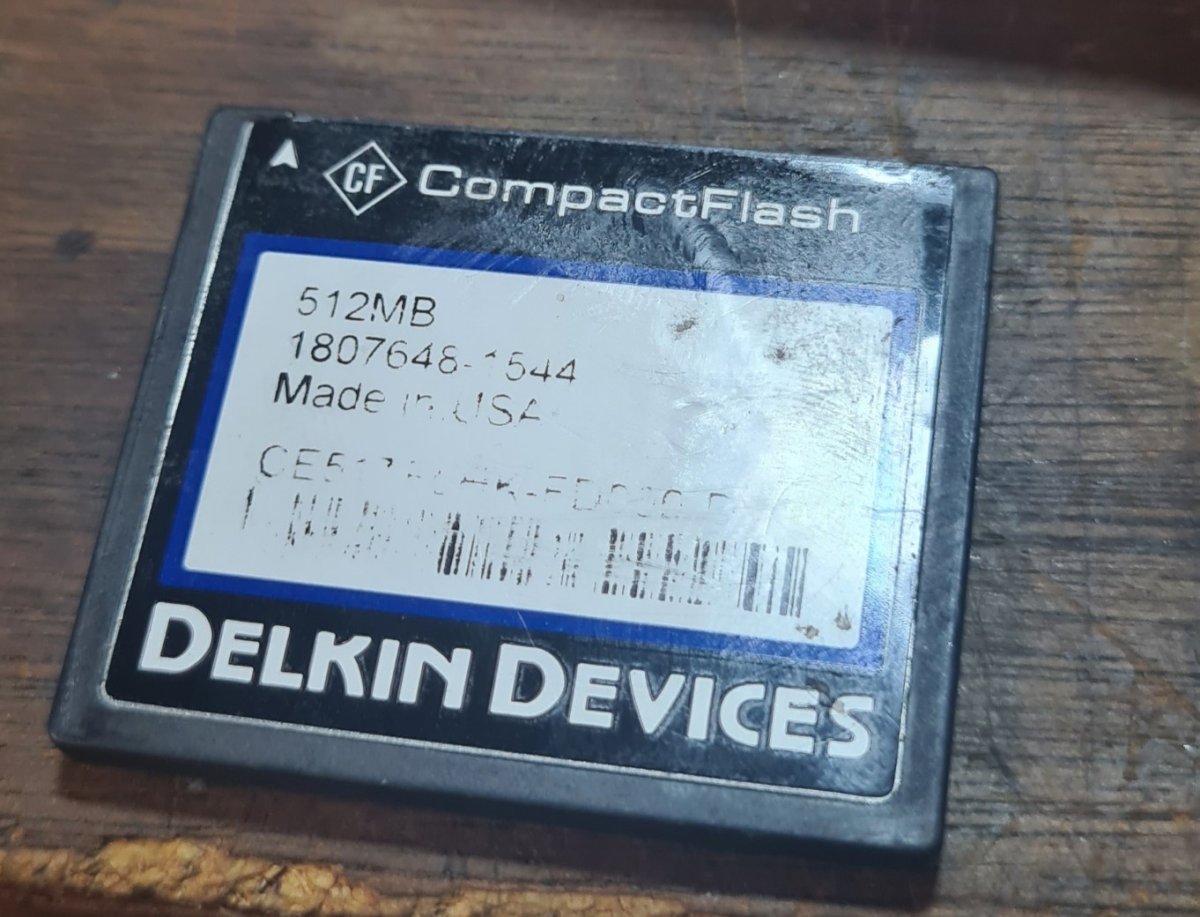 CF CompactFlash
512MB
1807648-1544
Made in USA
DELKIN DEVICES